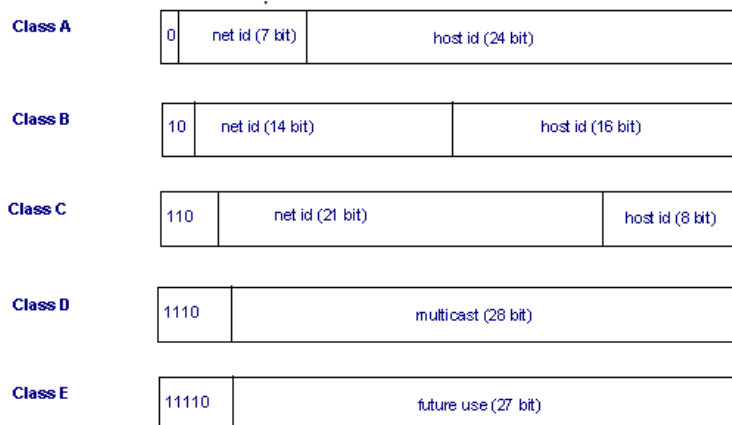 Class A 0 net id (7 bit) host id (24 bit)
Class B 10 net id (14 bit) host id (16 bit)
Class C 110 net id (21 bit) host id (8 bit)
Class D 1110 multicast (28 bit)
Class E 11110 future use (27 bit)